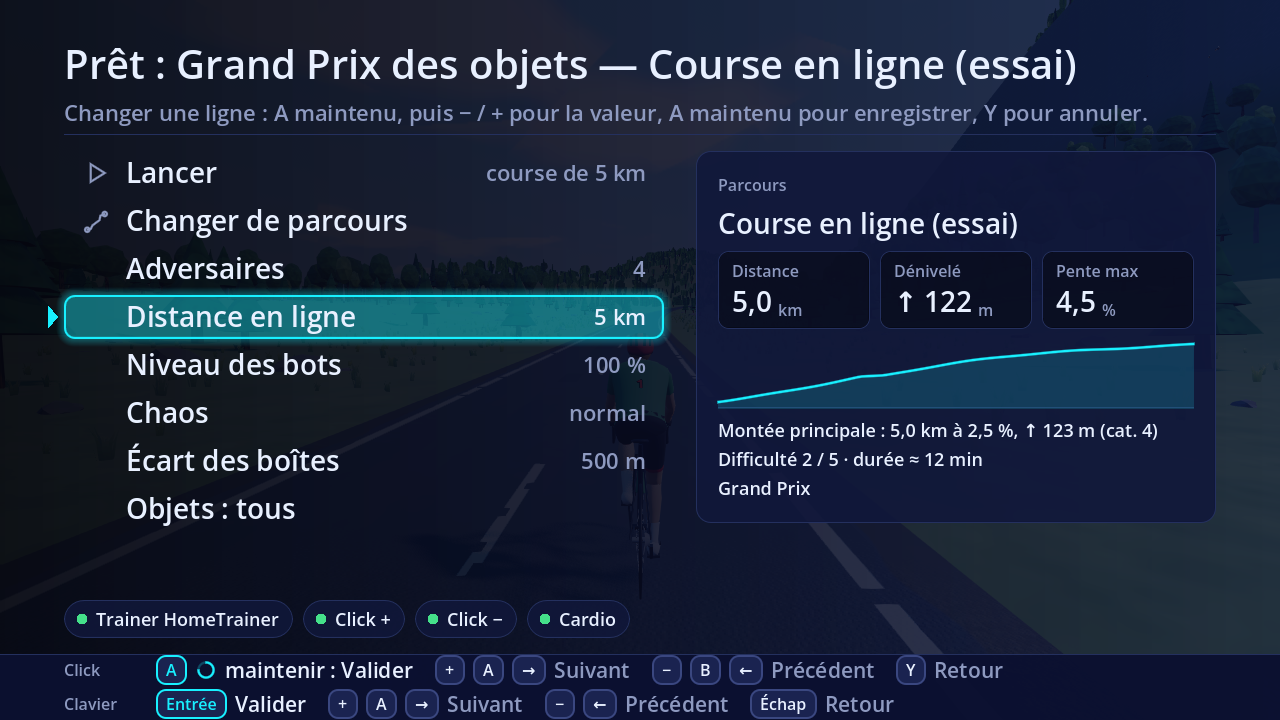 Prêt : Grand Prix des objets — Course en ligne (essai)
Changer une ligne : A maintenu, puis − / + pour la valeur, A maintenu pour enregistrer, Y pour annuler.
Lancer course de 5 km
Changer de parcours
Adversaires 4
Distance en ligne 5 km
Niveau des bots 100 %
Chaos normal
Écart des boîtes 500 m
Objets : tous
Parcours
Course en ligne (essai)
Distance Dénivelé Pente max
5,0 km ↑ 122 m 4,5 %
Montée principale : 5,0 km à 2,5 %, ↑ 123 m (cat. 4)
Difficulté 2 / 5 · durée ≈ 12 min
Grand Prix
Trainer HomeTrainer Click + Click − Cardio
Click A maintenir : Valider + A → Suivant − B ← Précédent Y Retour
Clavier Entrée Valider + A → Suivant − ← Précédent Échap Retour